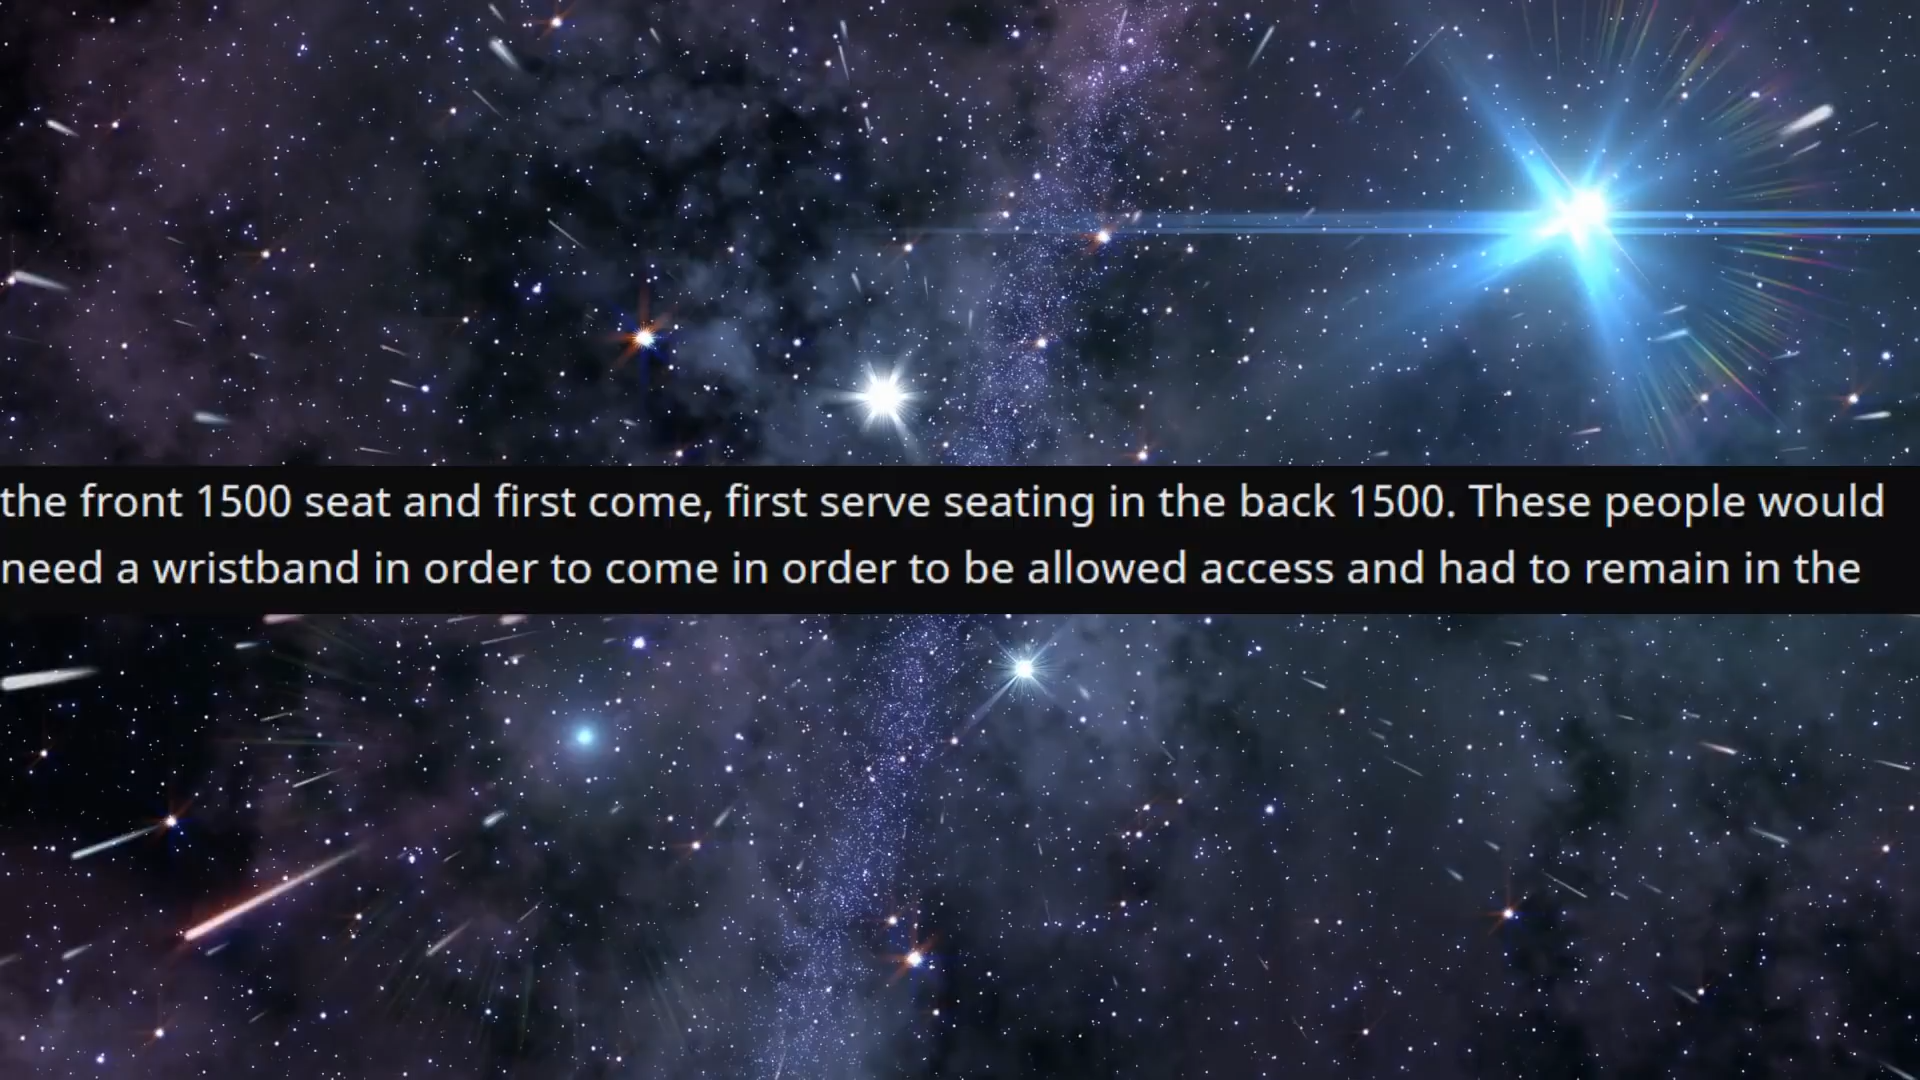 the front 1500 seat and first come, first serve seating in the back 1500. These people would
need a wristband in order to come in order to be allowed access and had to remain in the